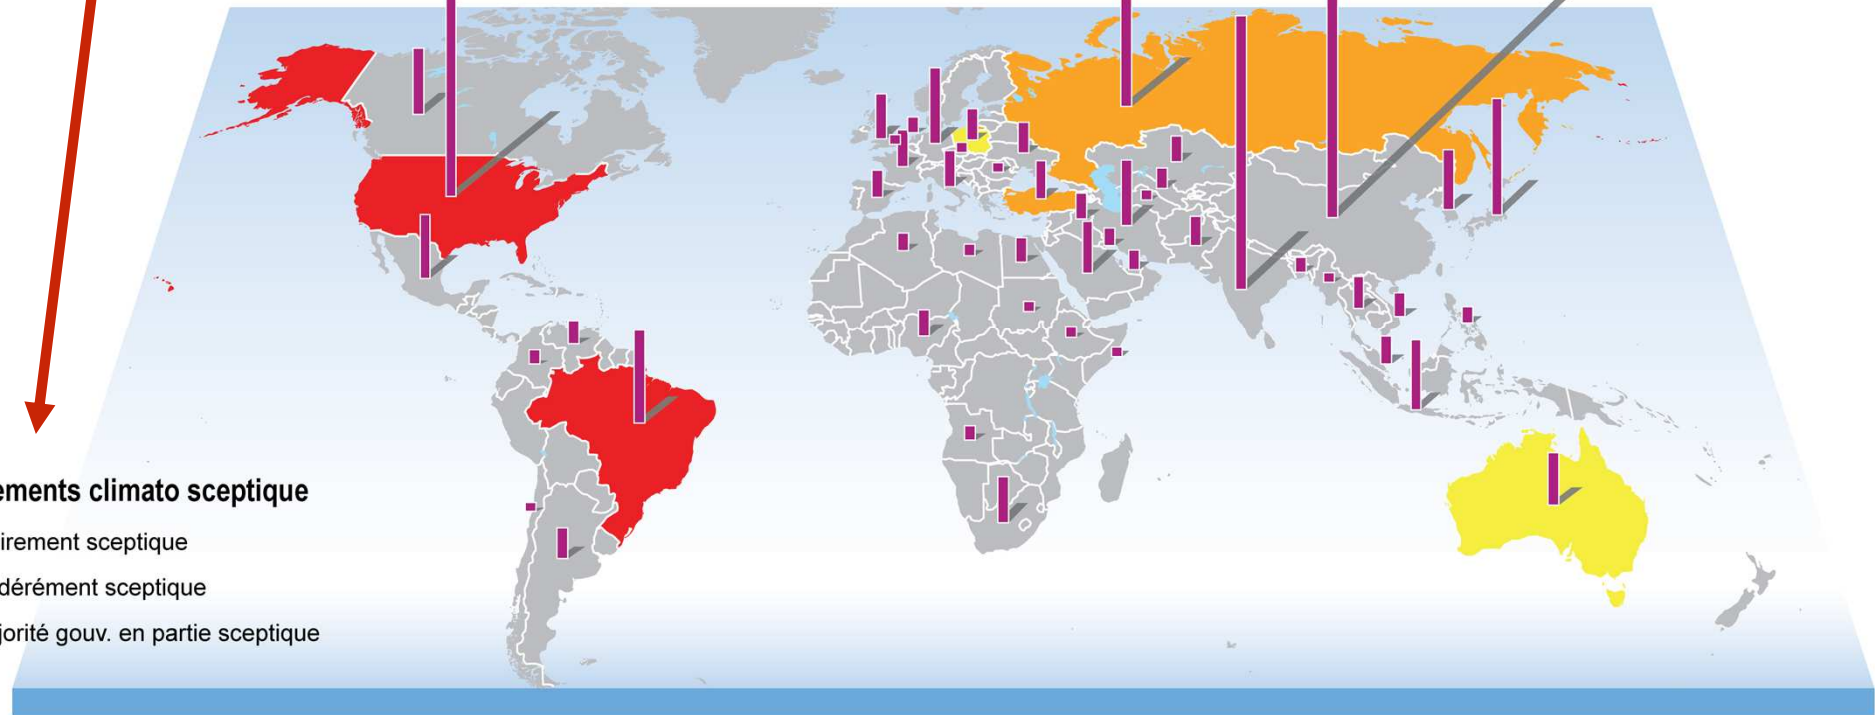 ements climato sceptique
irement sceptique
dérément sceptique
jorité gouv. en partie sceptique